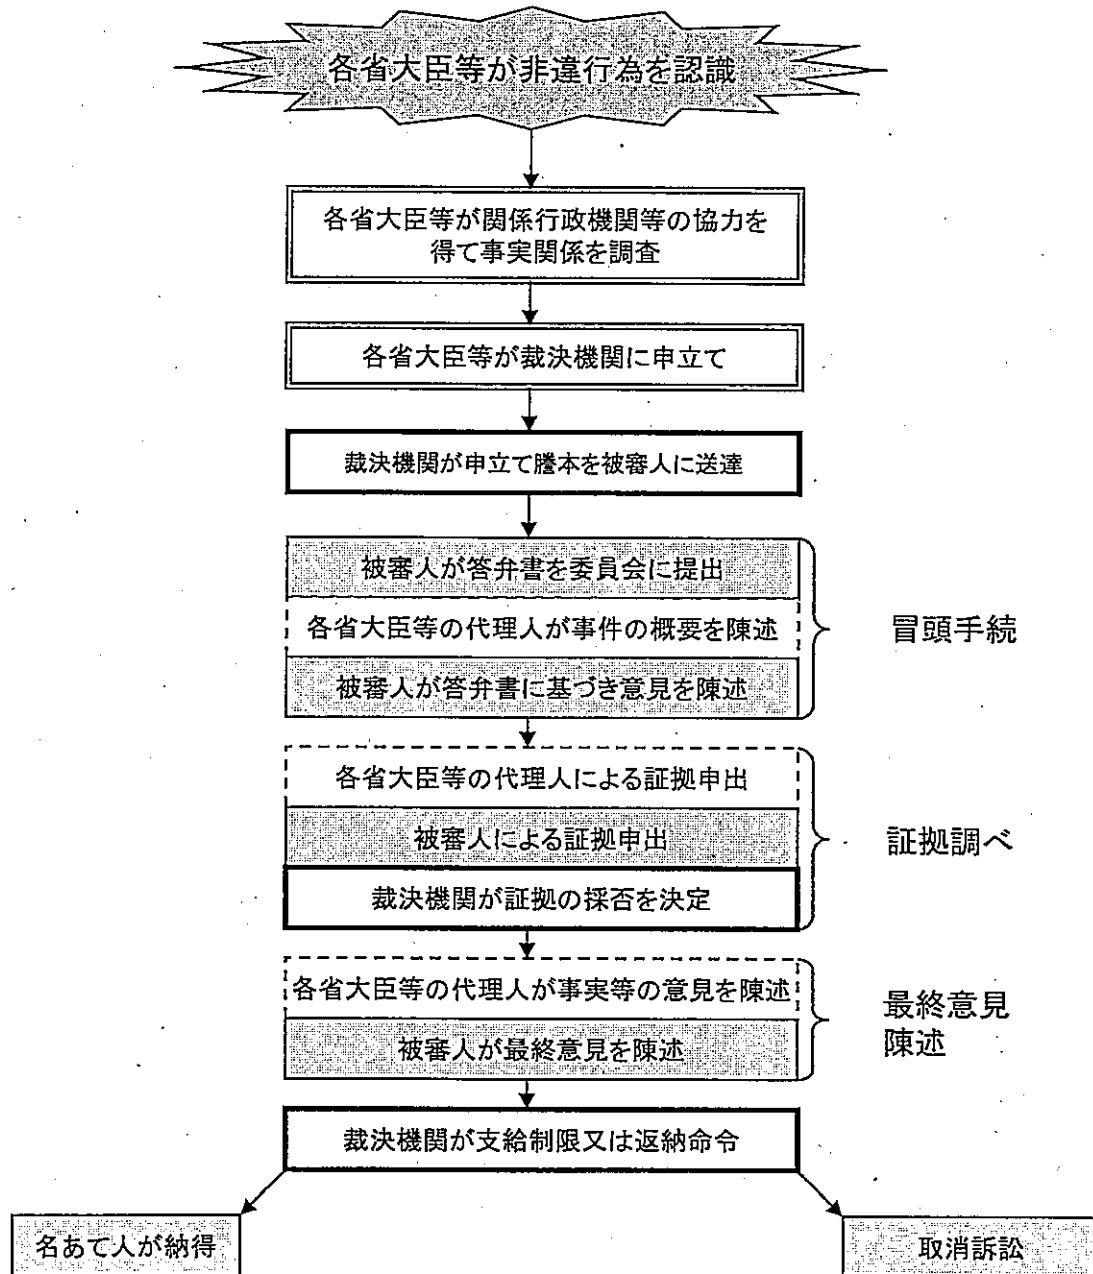 各省大臣等が非違行為を認識
各省大臣等が関係行政機関等の協力を
得て事実関係を調査
各省大臣等が裁決機関に申立て
裁決機関が申立て謄本を被審人に送達
被審人が答弁書を委員会に提出
各省大臣等の代理人が事件の概要を陳述
被審人が答弁書に基づき意見を陳述
冒頭手続
各省大臣等の代理人による証拠申出
被審人による証拠申出
裁決機関が証拠の採否を決定
証拠調べ
各省大臣等の代理人が事実等の意見を陳述
被審人が最終意見を陳述
最終意見
陳述
裁決機関が支給制限又は返納命令
名あて人が納得
取消訴訟